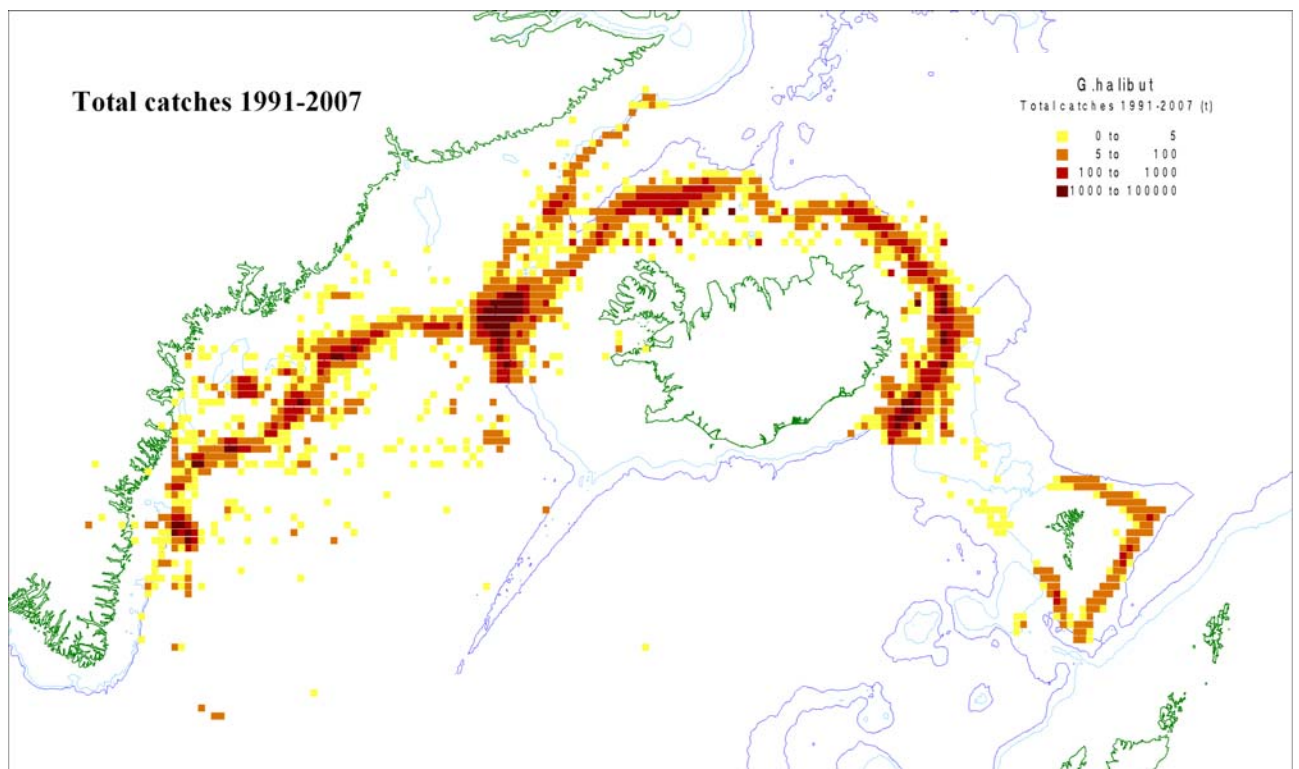 Total catches 1991-2007
G.halibut
Total catches 1991-2007 (t)
0 to 5
5 to 100
100 to 1000
1000 to 100000